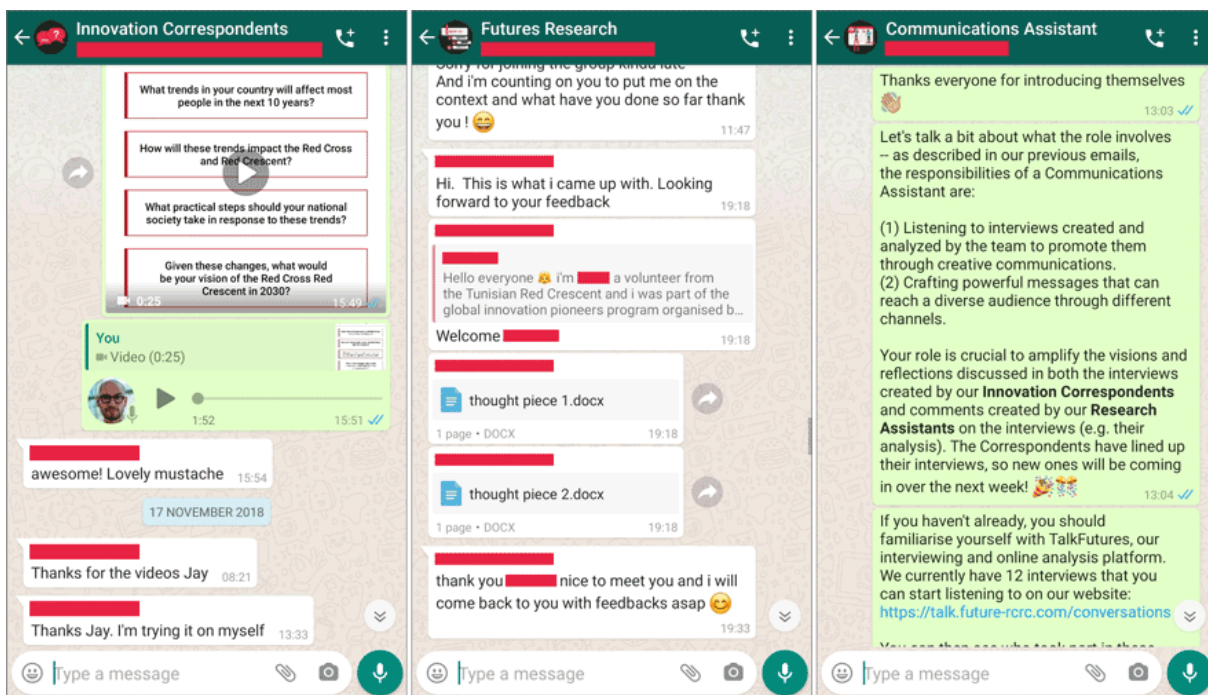 Innovation Correspondents
What trends in your country will affect most
people in the next 10 years?
How will these trends impact the Red Cross
and Red Crescent?
What practical steps should your national
society take in response to these trends?
Given these changes, what would
be your vision of the Red Cross Red
Crescent in 2030?
0:25
15:49
You
Video (0:25)
1:52
15:51
awesome! Lovely mustache
15:54
17 NOVEMBER 2018
Thanks for the videos Jay
08:21
Thanks Jay. I'm trying it on myself
13:33
Type a message
Futures Research
Sorry for joining the group kinda late
And i'm counting on you to put me on the
context and what have you done so far thank
you ! 😄
11:47
Hi. This is what i came up with. Looking
forward to your feedback
19:18
Hello everyone i'm a volunteer from
the Tunisian Red Crescent and i was part of the
global innovation pioneers program organised b...
Welcome
19:18
thought piece 1.docx
1 page • DOCX
19:18
thought piece 2.docx
1 page • DOCX
19:18
thank you nice to meet you and i will
come back to you with feedbacks asap 😊
19:33
Type a message
Communications Assistant
Thanks everyone for introducing themselves
👋🏼
13:03
Let's talk a bit about what the role involves
-- as described in our previous emails,
the responsibilities of a Communications
Assistant are:
(1) Listening to interviews created and
analyzed by the team to promote them
through creative communications.
(2) Crafting powerful messages that can
reach a diverse audience through different
channels.
Your role is crucial to amplify the visions and
reflections discussed in both the interviews
created by our Innovation Correspondents
and comments created by our Research
Assistants on the interviews (e.g. their
analysis). The Correspondents have lined up
their interviews, so new ones will be coming
in over the next week! 🎉🎊
13:04
If you haven't already, you should
familiarise yourself with TalkFutures, our
interviewing and online analysis platform.
We currently have 12 interviews that you
can start listening to on our website:
https://talk.future-rcrc.com/conversations
You can then see who took part in these
Type a message